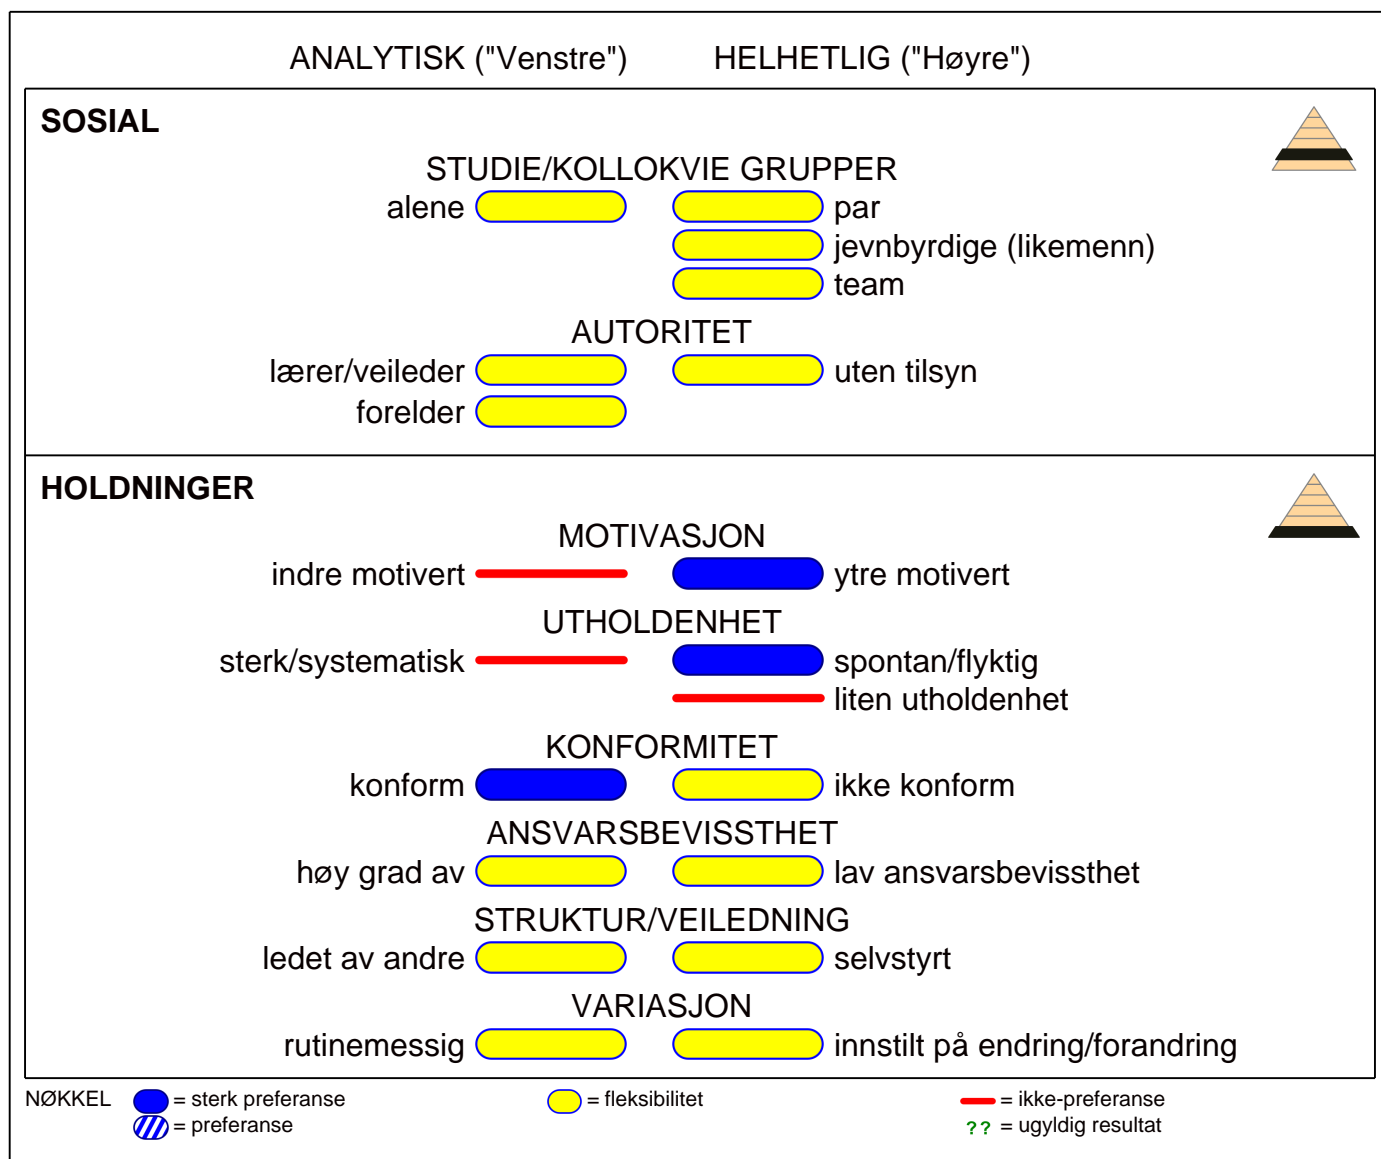 ANALYTISK ("Venstre") HELHETLIG ("Høyre")
SOSIAL
STUDIE/KOLLOKVIE GRUPPER
alene par
jevnbyrdige (likemenn)
team
AUTORITET
lærer/veileder uten tilsyn
forelder
HOLDNINGER
MOTIVASJON
indre motivert ytre motivert
UTHOLDENHET
sterk/systematisk spontan/flyktig
liten utholdenhet
KONFORMITET
konform ikke konform
ANSVARSBEVISSTHET
høy grad av lav ansvarsbevissthet
STRUKTUR/VEILEDNING
ledet av andre selvstyrt
VARIASJON
rutinemessig innstilt på endring/forandring
NØKKEL = sterk preferanse = fleksibilitet = ikke-preferanse
= preferanse ?? = ugyldig resultat